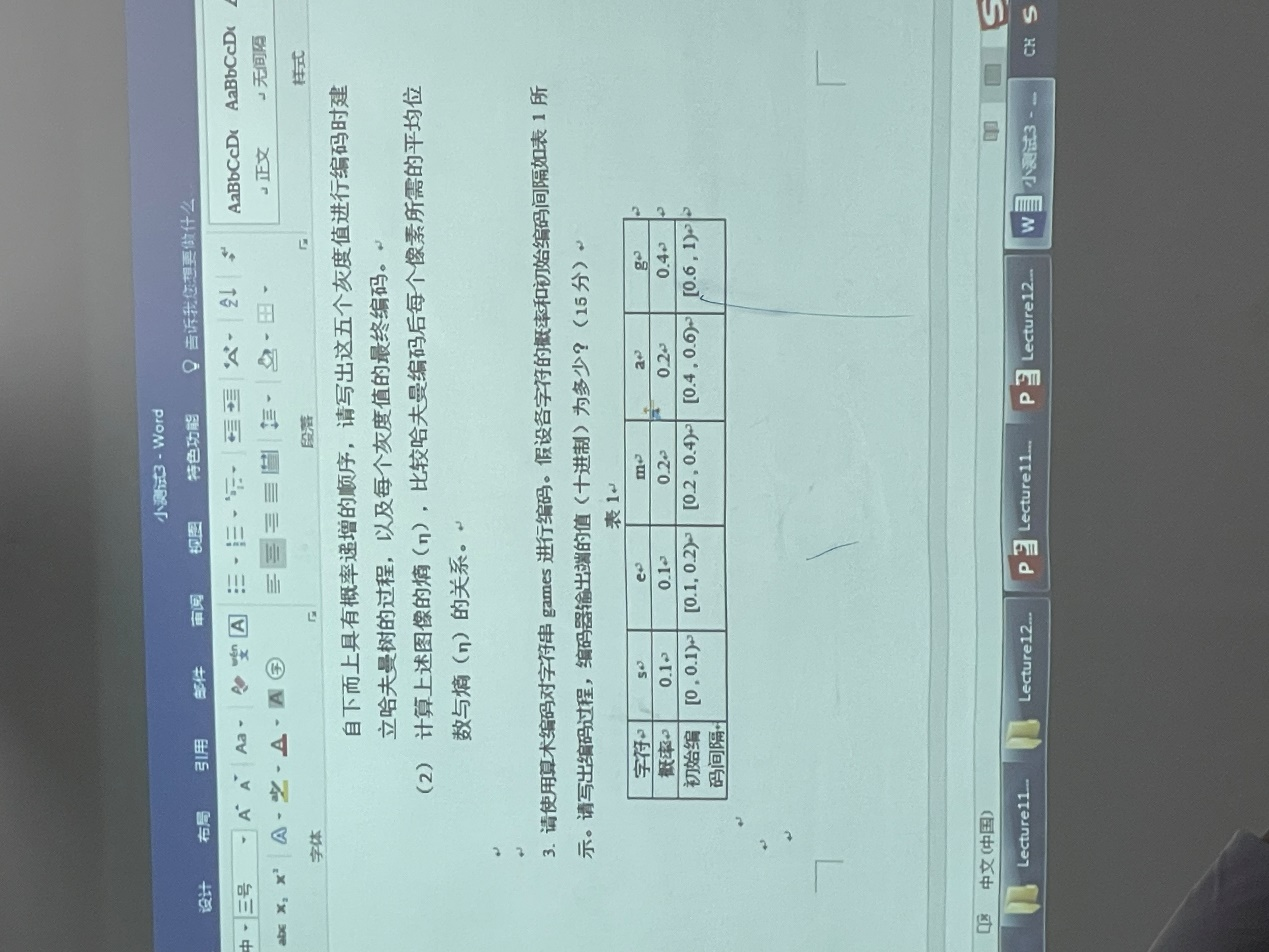 小测试3 - Word
设计 布局 引用 邮件 审阅 视图 特色功能 告诉我您想要做什么
中 三号 A A Aa wén 文 A
abc X₂ X² A aby A A 字
AaBbCcDc AaBbCcDc AaBbCcDc
↵ 正文 ↵ 无间隔
字体 段落 样式
自下而上具有概率递增的顺序，请写出这五个灰度值进行编码时建
立哈夫曼树的过程，以及每个灰度值的最终编码。
（2） 计算上述图像的熵（η），比较哈夫曼编码后每个像素所需的平均位
数与熵（η）的关系。
3. 请使用算术编码对字符串 games 进行编码。假设各字符的概率和初始编码间隔如表 1 所
示。请写出编码过程，编码器输出端的值（十进制）为多少？（15 分）
表 1
字符 s e m a g
概率 0.1 0.1 0.2 0.2 0.4
初始编 [0 , 0.1) [0.1, 0.2) [0.2 , 0.4) [0.4 , 0.6) [0.6 , 1)
码间隔
中文(中国)
Lecture11... Lecture12... Lecture11... Lecture12... 小测试3 - ... CH S